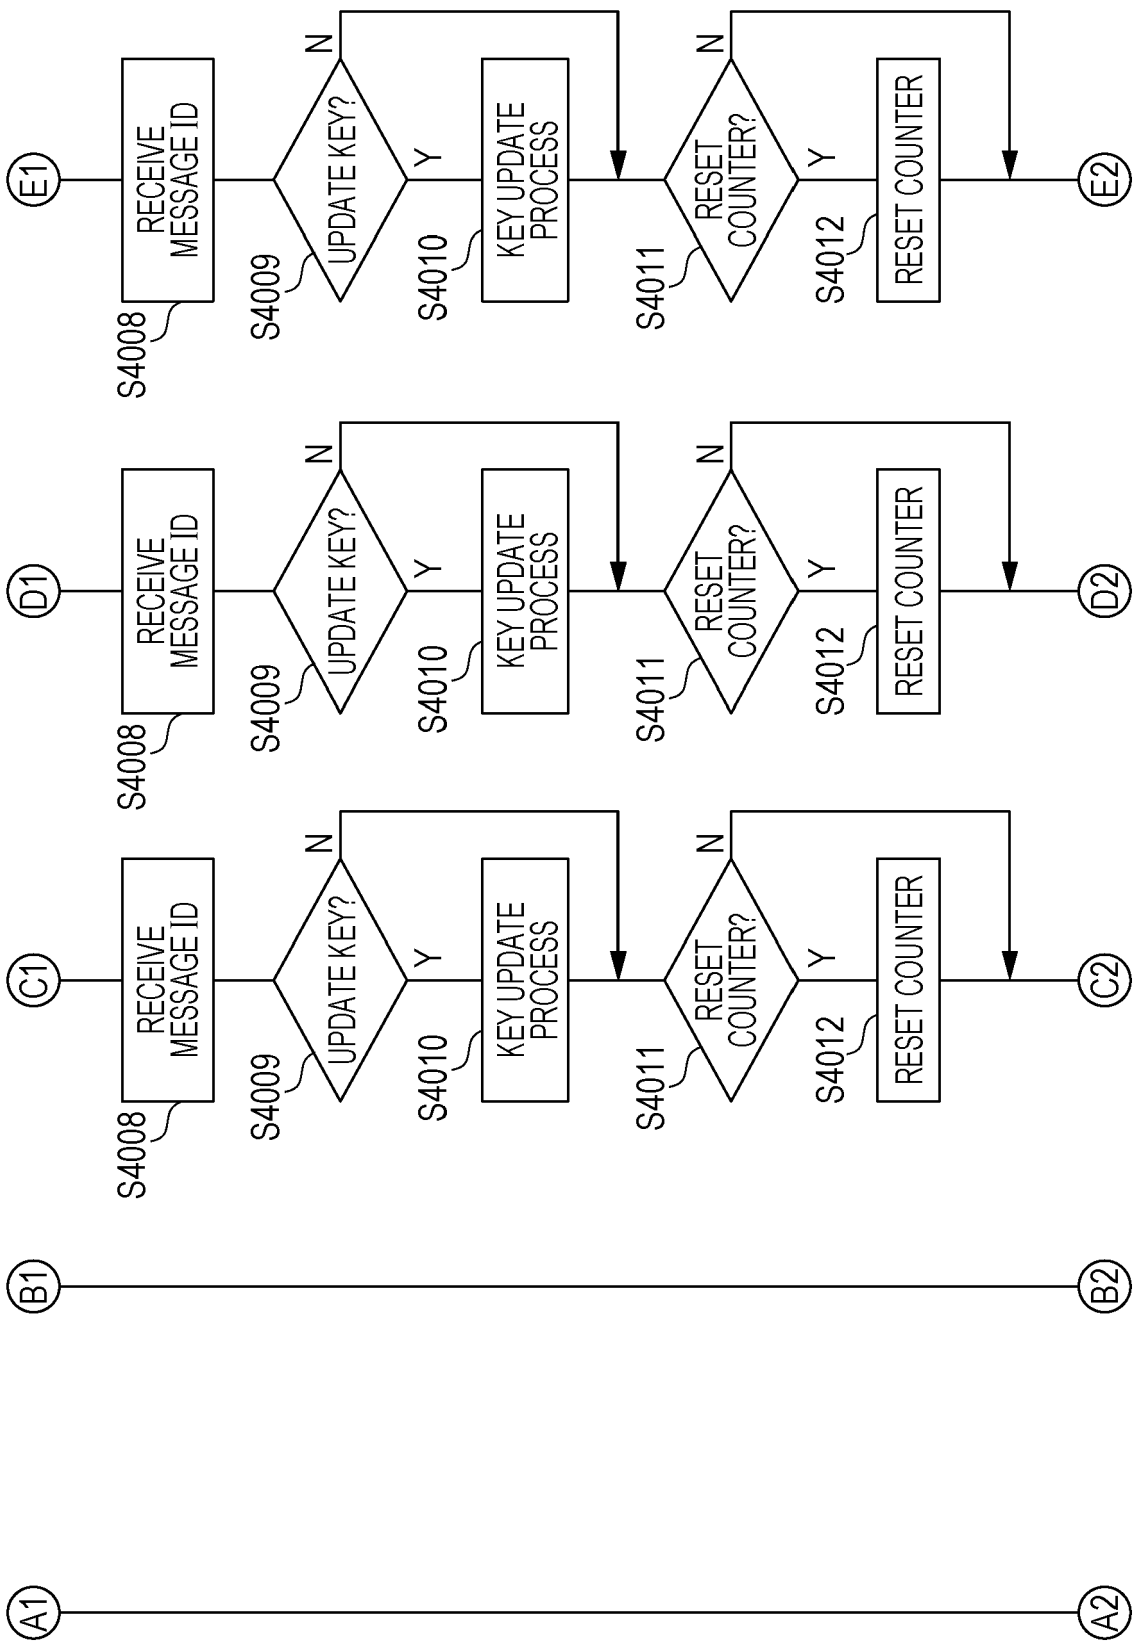 A1
A2
B1
B2
C1
S4008
RECEIVE
MESSAGE ID
S4009
UPDATE KEY?
N
Y
S4010
KEY UPDATE
PROCESS
S4011
RESET
COUNTER?
N
Y
S4012
RESET COUNTER
C2
D1
S4008
RECEIVE
MESSAGE ID
S4009
UPDATE KEY?
N
Y
S4010
KEY UPDATE
PROCESS
S4011
RESET
COUNTER?
N
Y
S4012
RESET COUNTER
D2
E1
S4008
RECEIVE
MESSAGE ID
S4009
UPDATE KEY?
N
Y
S4010
KEY UPDATE
PROCESS
S4011
RESET
COUNTER?
N
Y
S4012
RESET COUNTER
E2